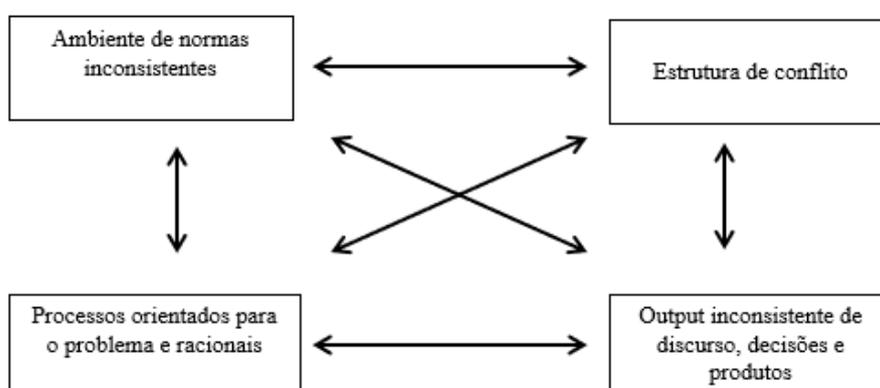 Ambiente de normas
inconsistentes
Estrutura de conflito
Processos orientados para
o problema e racionais
Output inconsistente de
discurso, decisões e
produtos